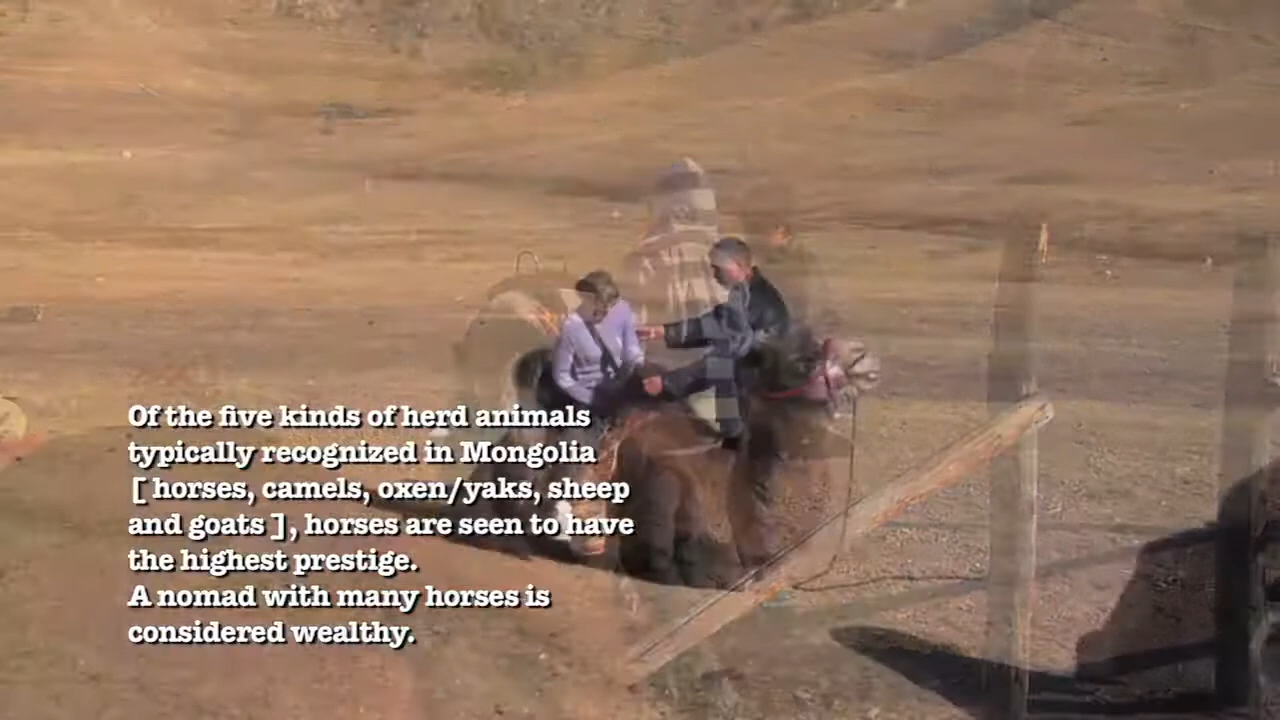 Of the five kinds of herd animals
typically recognized in Mongolia
[ horses, camels, oxen/yaks, sheep
and goats ], horses are seen to have
the highest prestige.
A nomad with many horses is
considered wealthy.